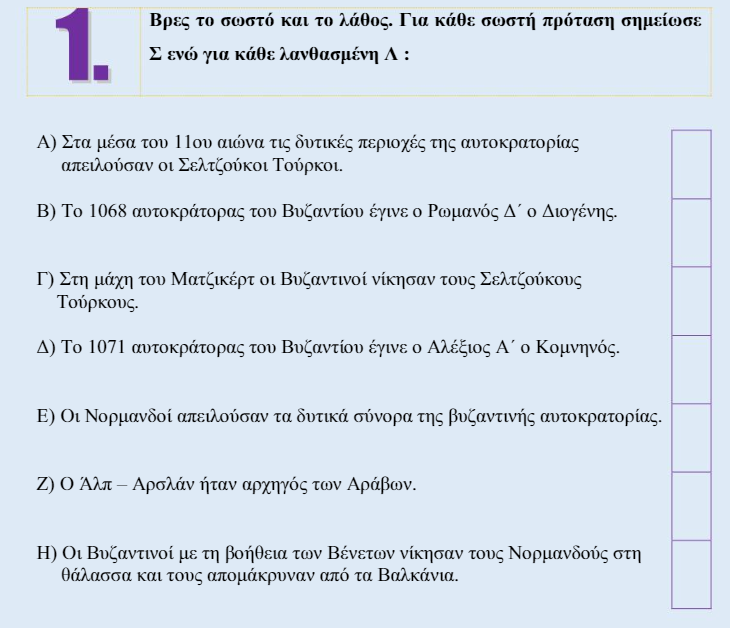 1.
Βρες το σωστό και το λάθος. Για κάθε σωστή πρόταση σημείωσε
Σ ενώ για κάθε λανθασμένη Λ :
Α) Στα μέσα του 11ου αιώνα τις δυτικές περιοχές της αυτοκρατορίας
απειλούσαν οι Σελτζούκοι Τούρκοι.
Β) Το 1068 αυτοκράτορας του Βυζαντίου έγινε ο Ρωμανός Δ΄ ο Διογένης.
Γ) Στη μάχη του Ματζικέρτ οι Βυζαντινοί νίκησαν τους Σελτζούκους
Τούρκους.
Δ) Το 1071 αυτοκράτορας του Βυζαντίου έγινε ο Αλέξιος Α΄ ο Κομνηνός.
Ε) Οι Νορμανδοί απειλούσαν τα δυτικά σύνορα της βυζαντινής αυτοκρατορίας.
Ζ) Ο Άλπ – Αρσλάν ήταν αρχηγός των Αράβων.
Η) Οι Βυζαντινοί με τη βοήθεια των Βένετων νίκησαν τους Νορμανδούς στη
θάλασσα και τους απομάκρυναν από τα Βαλκάνια.